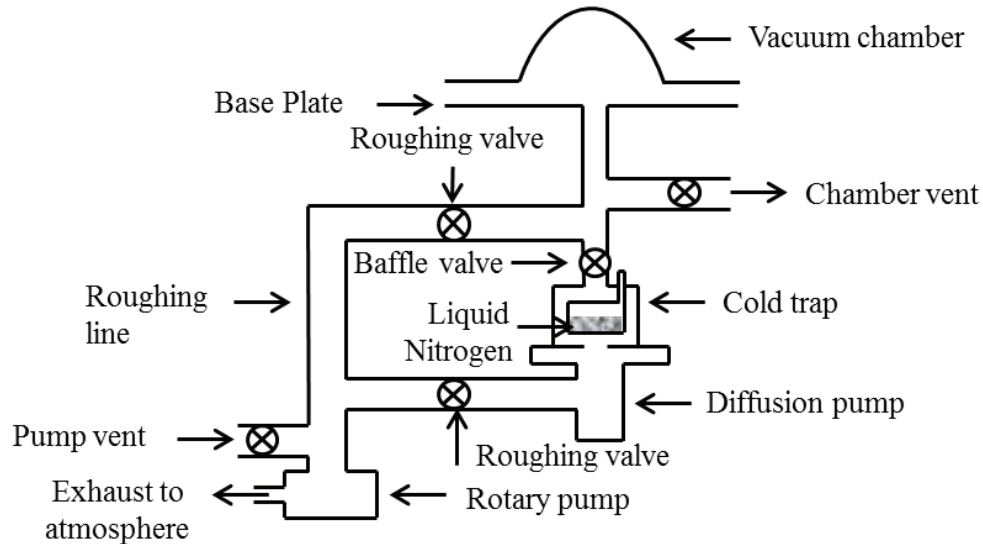 Vacuum chamber
Base Plate
Roughing valve
Chamber vent
Baffle valve
Roughing
line
Cold trap
Liquid
Nitrogen
Diffusion pump
Pump vent
Roughing valve
Exhaust to
atmosphere
Rotary pump